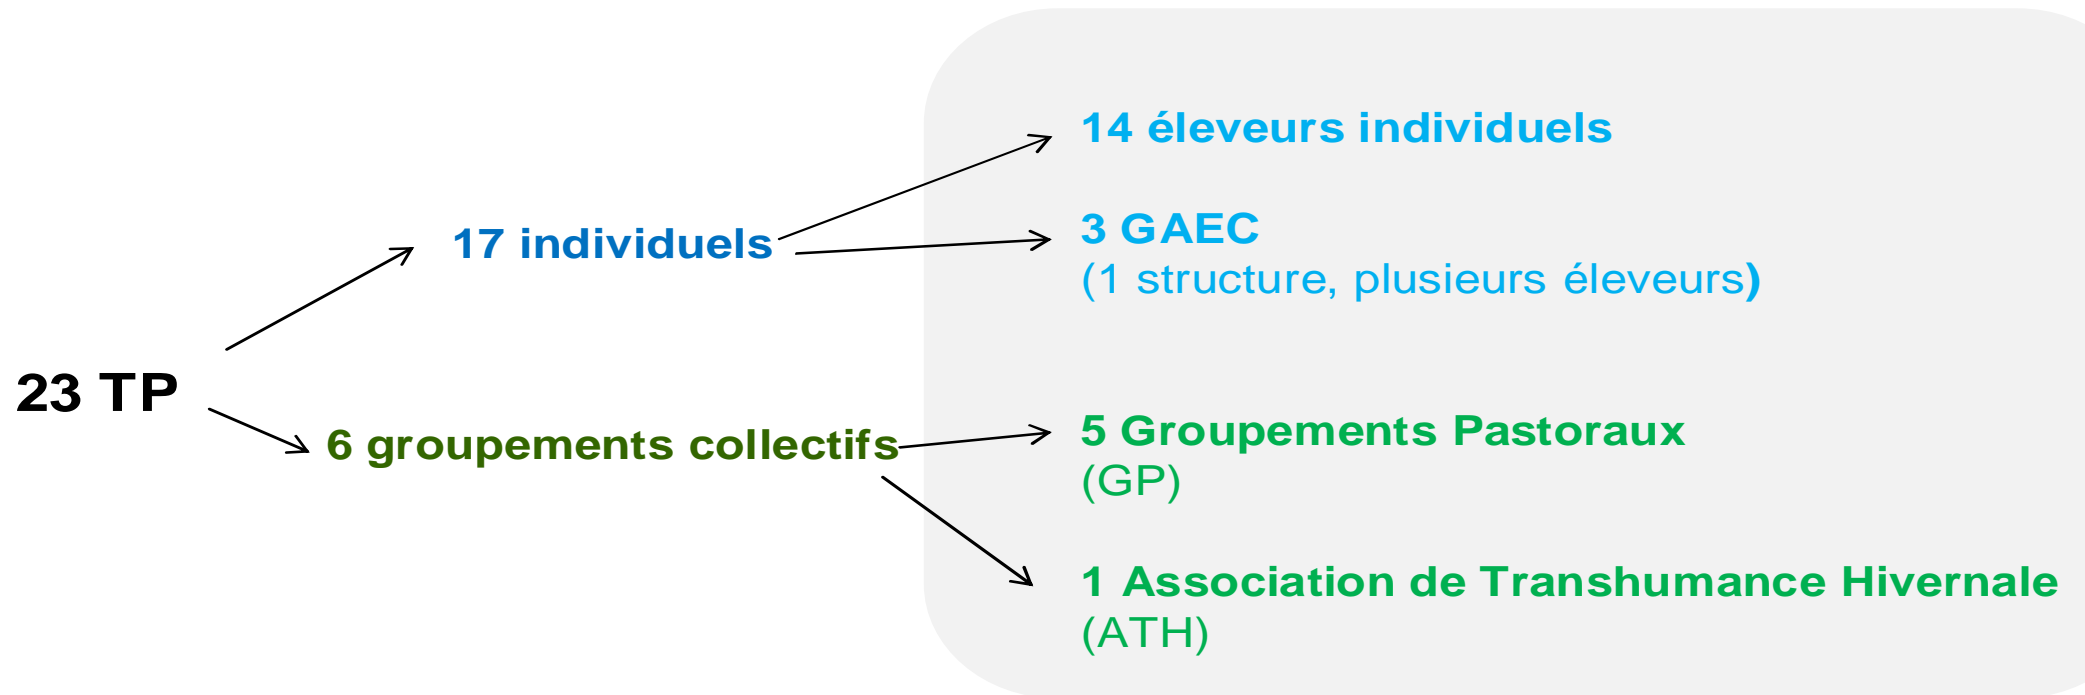 23 TP
17 individuels
6 groupements collectifs
14 éleveurs individuels
3 GAEC
(1 structure, plusieurs éleveurs)
5 Groupements Pastoraux
(GP)
1 Association de Transhumance Hivernale
(ATH)